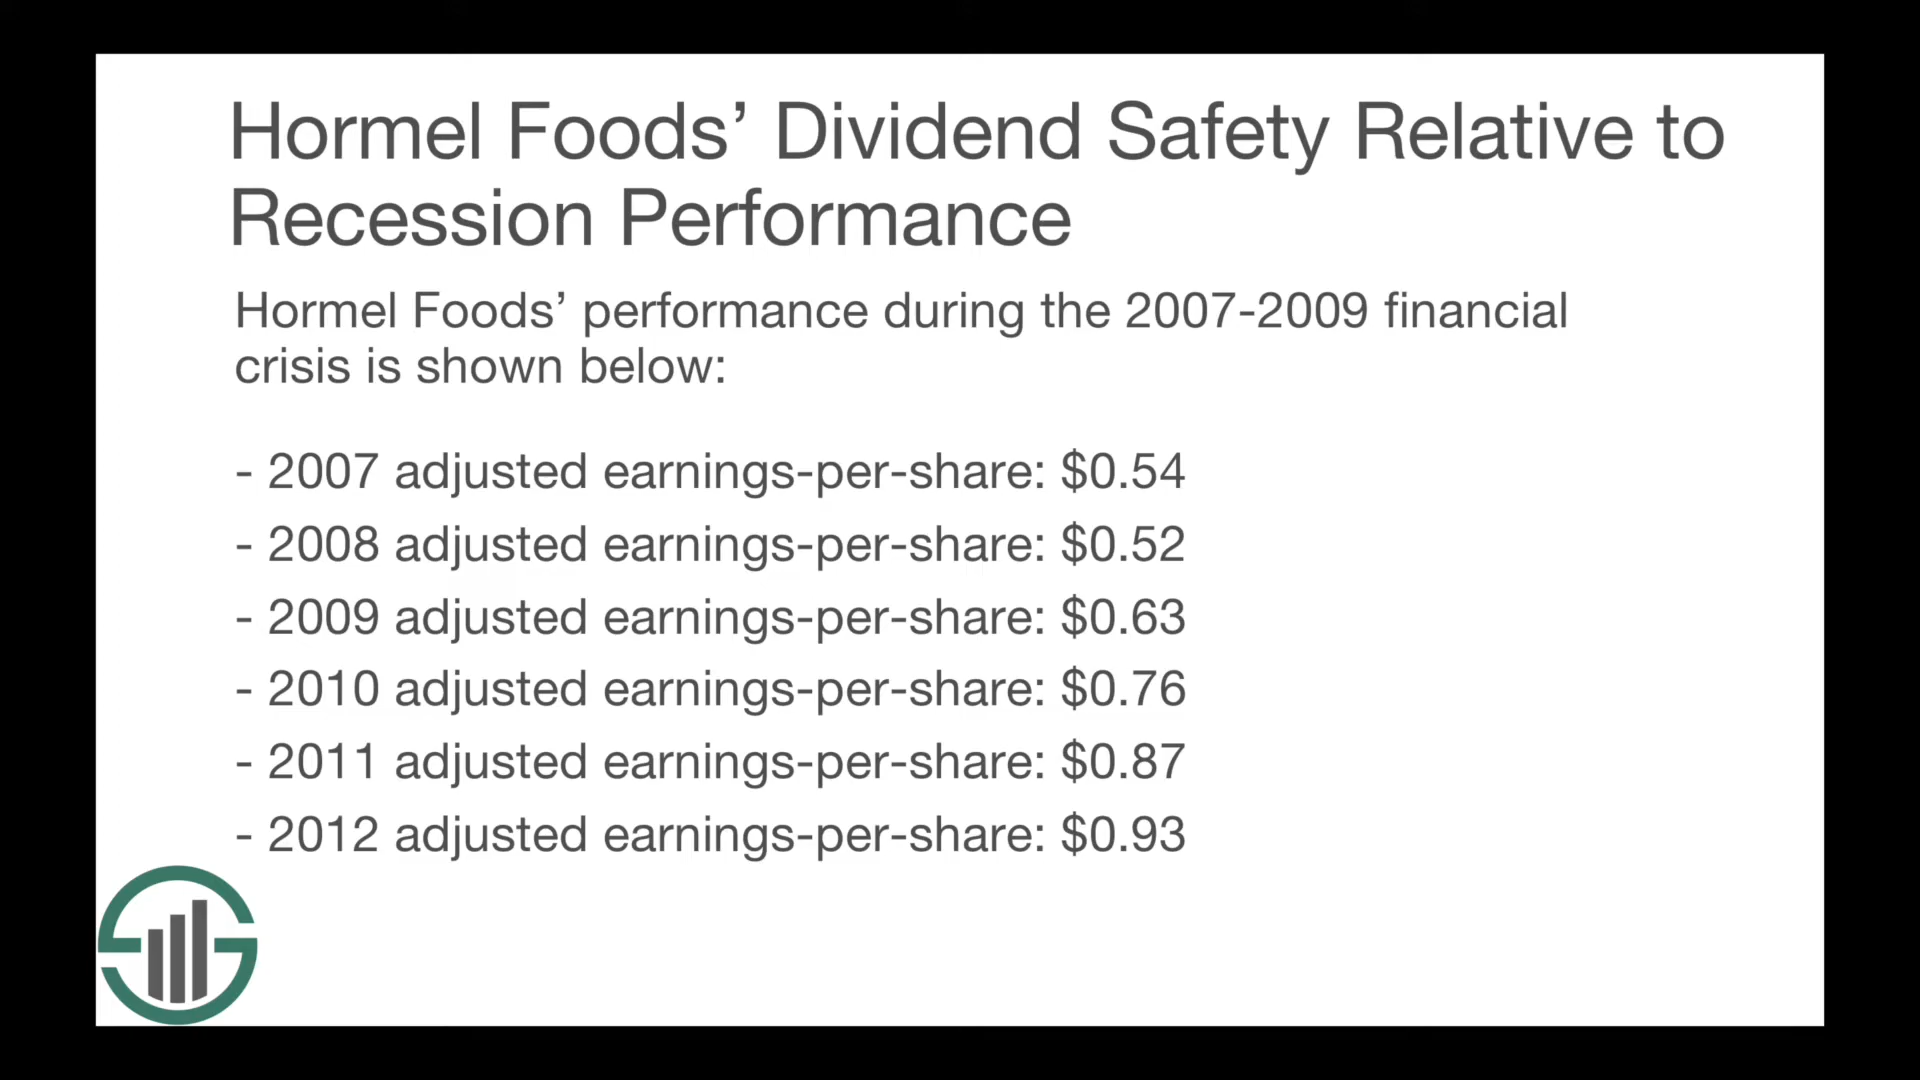 Hormel Foods’ Dividend Safety Relative to
Recession Performance
Hormel Foods’ performance during the 2007-2009 financial
crisis is shown below:
- 2007 adjusted earnings-per-share: $0.54
- 2008 adjusted earnings-per-share: $0.52
- 2009 adjusted earnings-per-share: $0.63
- 2010 adjusted earnings-per-share: $0.76
- 2011 adjusted earnings-per-share: $0.87
- 2012 adjusted earnings-per-share: $0.93